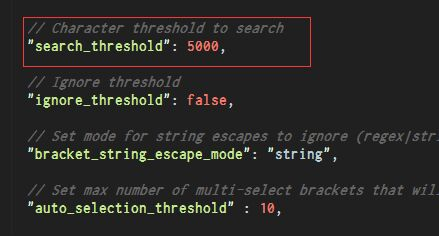 // Character threshold to search
"search_threshold": 5000,
// Ignore threshold
"ignore_threshold": false,
// Set mode for string escapes to ignore (regex|str
"bracket_string_escape_mode": "string",
// Set max number of multi-select brackets that wil
"auto_selection_threshold" : 10,